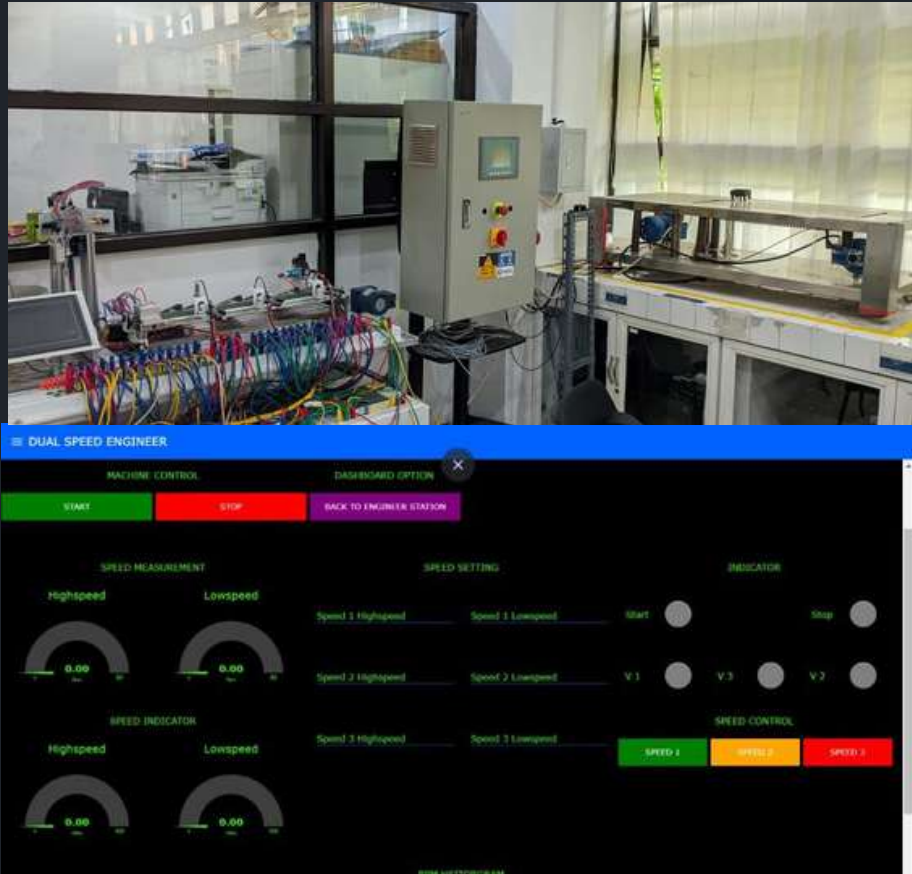 DUAL SPEED ENGINEER
MACHINE CONTROL
DASHBOARD OPTION
START
STOP
BACK TO ENGINEER STATION
SPEED MEASUREMENT
SPEED SETTING
INDICATOR
Highspeed
Lowspeed
Speed 1 Highspeed
Speed 1 Lowspeed
Start
Stop
0.00
0.00
Speed 2 Highspeed
Speed 2 Lowspeed
V 1
V 3
V 2
SPEED INDICATOR
SPEED CONTROL
Highspeed
Lowspeed
Speed 3 Highspeed
Speed 3 Lowspeed
SPEED 1
SPEED 2
SPEED 3
0.00
0.00